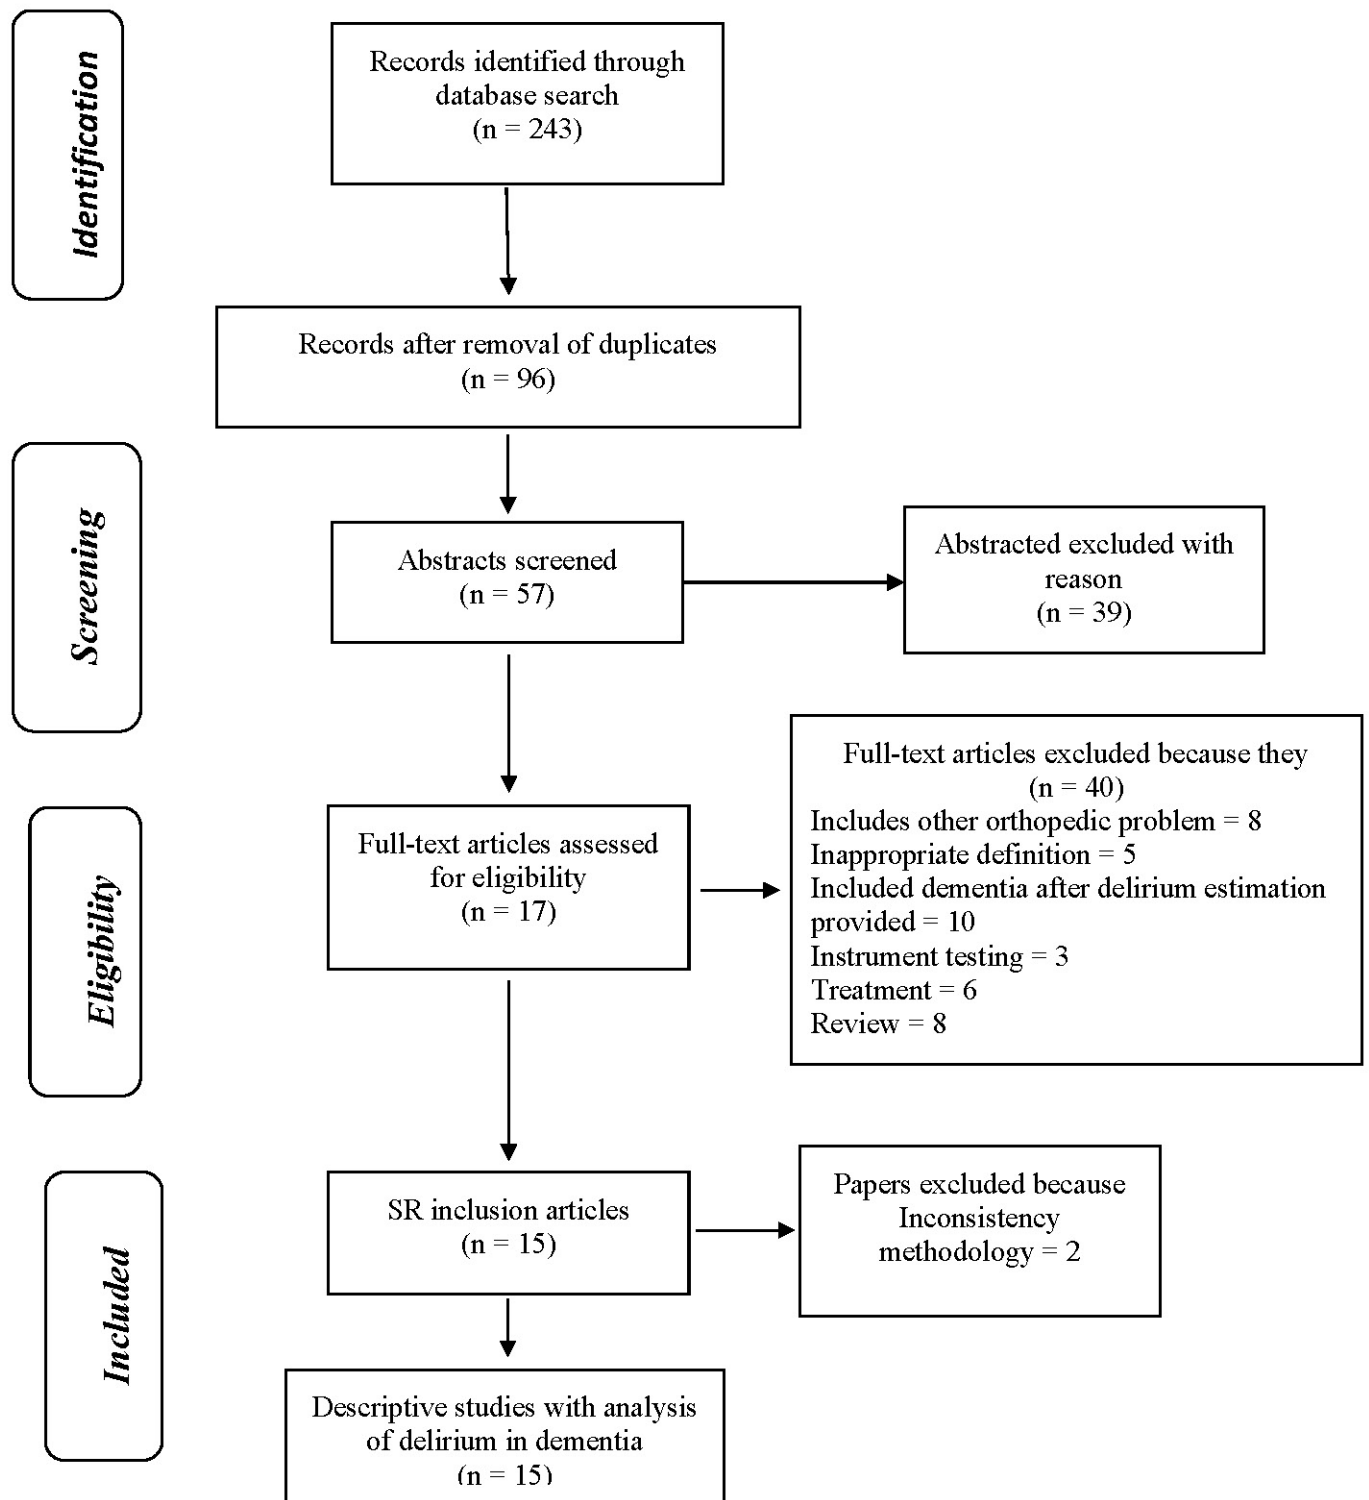 Identification
Records identified through
database search
(n = 243)
Records after removal of duplicates
(n = 96)
Screening
Abstracts screened
(n = 57)
Abstracted excluded with
reason
(n = 39)
Eligibility
Full-text articles assessed
for eligibility
(n = 17)
Full-text articles excluded because they
(n = 40)
Includes other orthopedic problem = 8
Inappropriate definition = 5
Included dementia after delirium estimation
provided = 10
Instrument testing = 3
Treatment = 6
Review = 8
Included
SR inclusion articles
(n = 15)
Papers excluded because
Inconsistency
methodology = 2
Descriptive studies with analysis
of delirium in dementia
(n = 15)